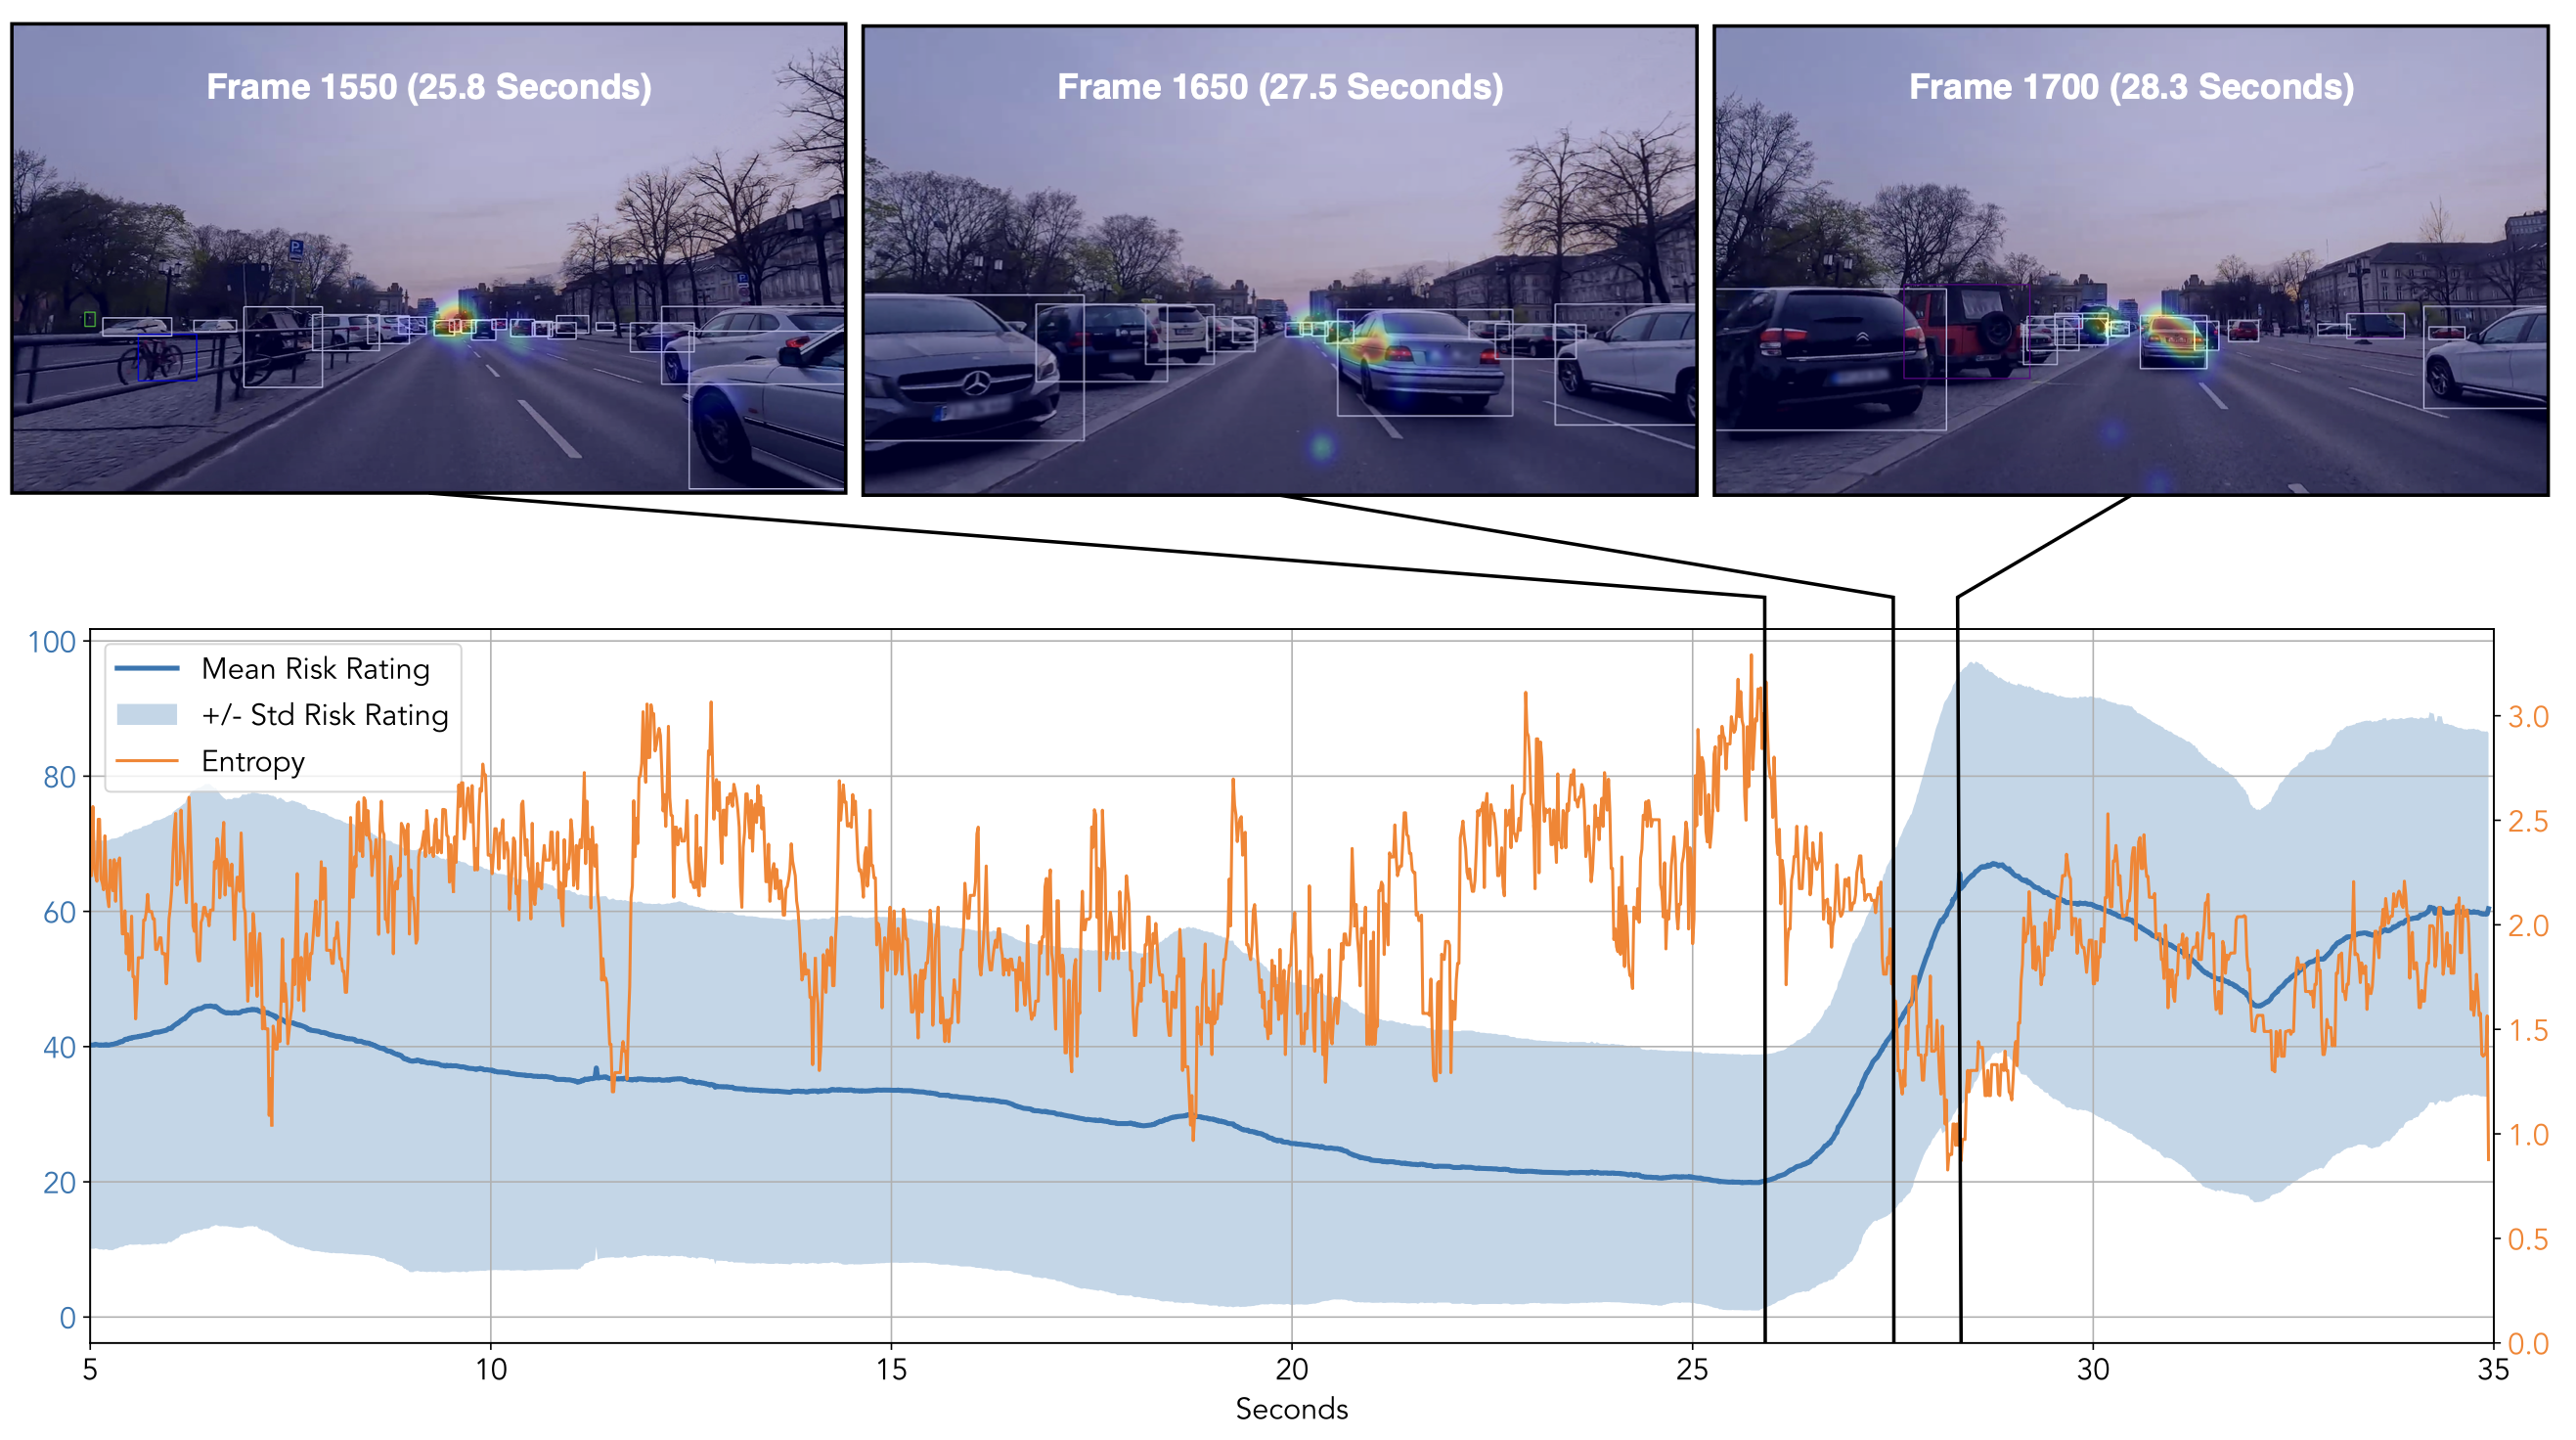 Frame 1550 (25.8 Seconds)
Frame 1650 (27.5 Seconds)
Frame 1700 (28.3 Seconds)
P
P
100
80
60
40
20
0
Mean Risk Rating
+/- Std Risk Rating
Entropy
3.0
2.5
2.0
1.5
1.0
0.5
0.0
5
10
15
20
25
30
35
Seconds